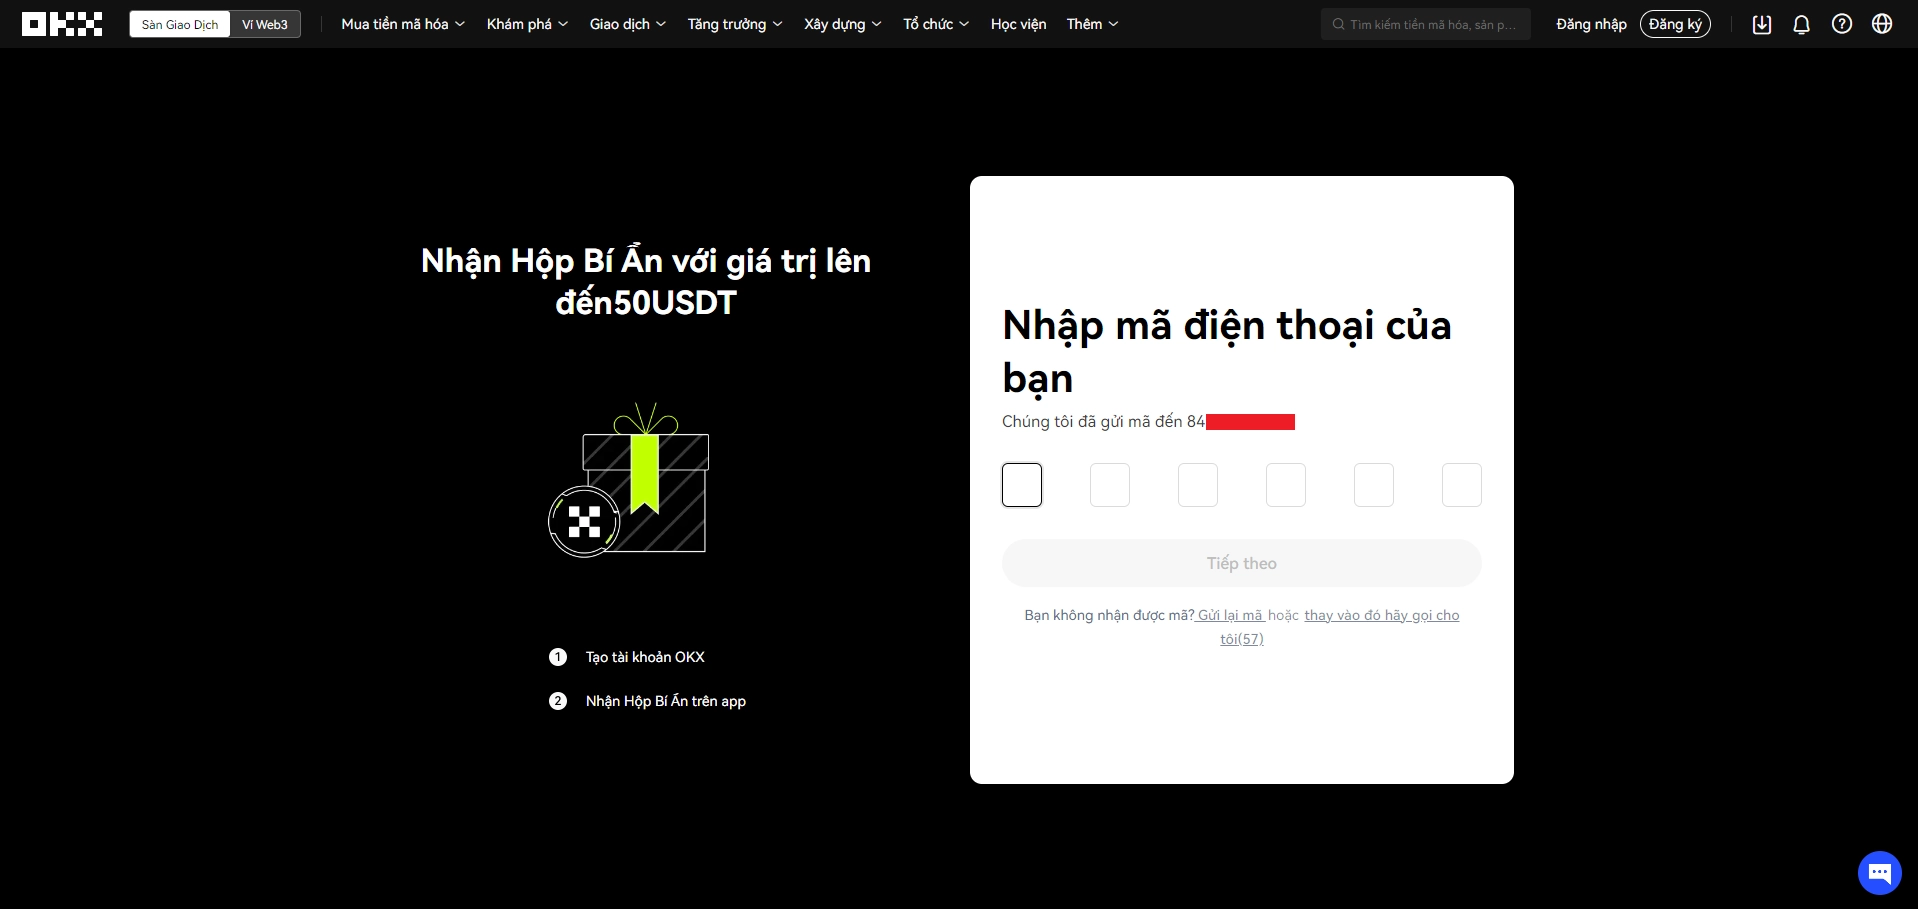 OKX
Sàn Giao Dịch Ví Web3 Mua tiền mã hóa Khám phá Giao dịch Tăng trưởng Xây dựng Tổ chức Học viện Thêm Tìm kiếm tiền mã hóa, sản p... Đăng nhập Đăng ký
Nhận Hộp Bí Ẩn với giá trị lên
đến50USDT
1 Tạo tài khoản OKX
2 Nhận Hộp Bí Ẩn trên app
Nhập mã điện thoại của
bạn
Chúng tôi đã gửi mã đến 84
Tiếp theo
Bạn không nhận được mã? Gửi lại mã hoặc thay vào đó hãy gọi cho
tôi(57)